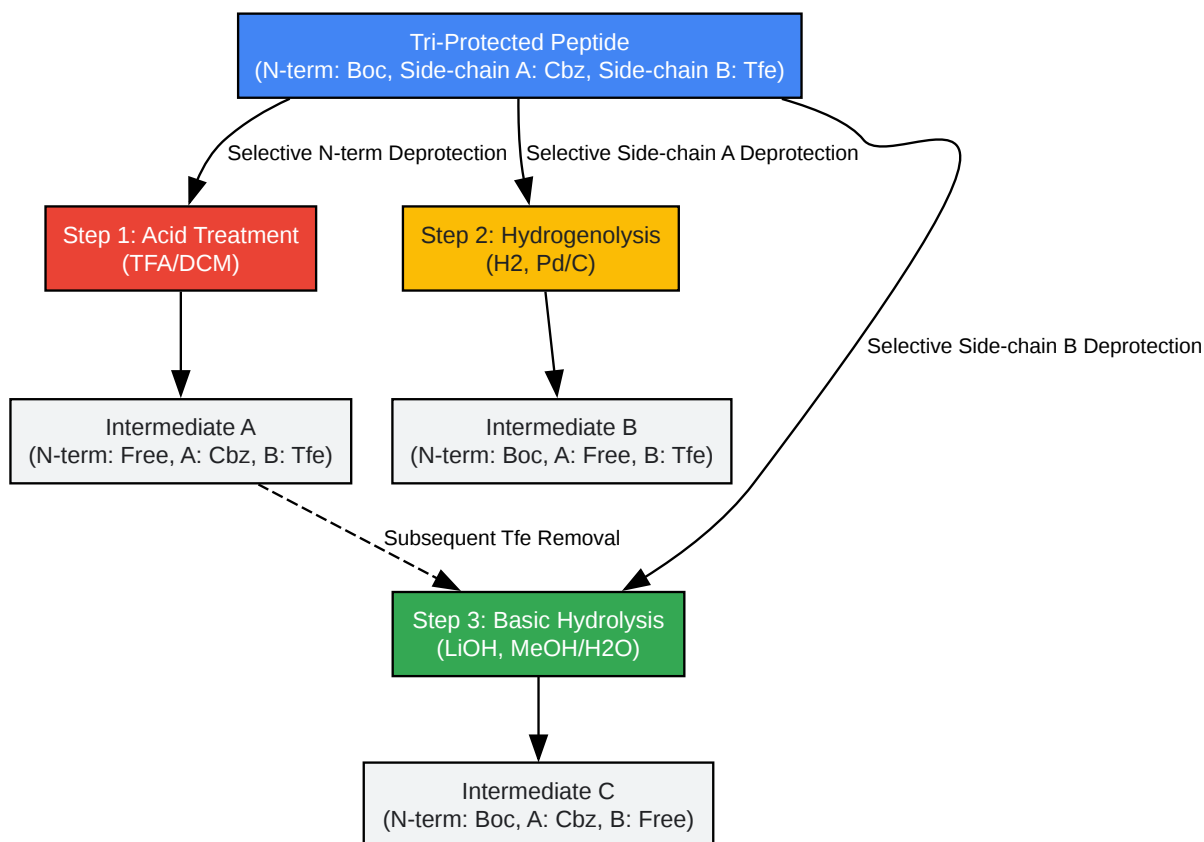 Tri-Protected Peptide
(N-term: Boc, Side-chain A: Cbz, Side-chain B: Tfe)
Selective N-term Deprotection
Selective Side-chain A Deprotection
Step 1: Acid Treatment
(TFA/DCM)
Step 2: Hydrogenolysis
(H2, Pd/C)
Selective Side-chain B Deprotection
Intermediate A
(N-term: Free, A: Cbz, B: Tfe)
Intermediate B
(N-term: Boc, A: Free, B: Tfe)
Subsequent Tfe Removal
Step 3: Basic Hydrolysis
(LiOH, MeOH/H2O)
Intermediate C
(N-term: Boc, A: Cbz, B: Free)